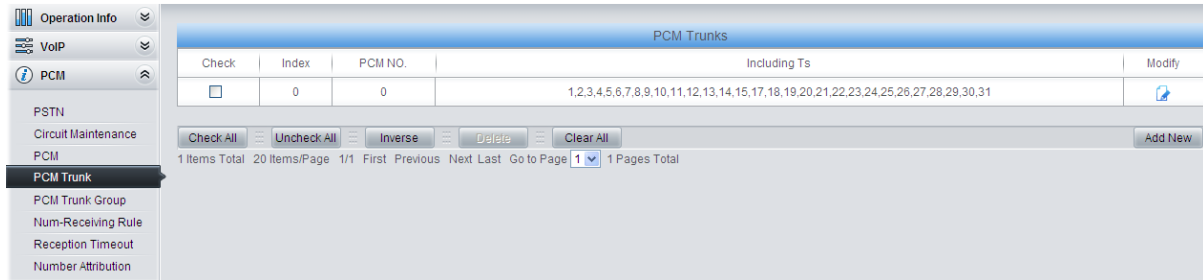 Operation Info
VoIP
PCM
PSTN
Circuit Maintenance
PCM
PCM Trunk
PCM Trunk Group
Num-Receiving Rule
Reception Timeout
Number Attribution
PCM Trunks
Check Index PCM NO. Including Ts Modify
0 0 1,2,3,4,5,6,7,8,9,10,11,12,13,14,15,17,18,19,20,21,22,23,24,25,26,27,28,29,30,31
Check All Uncheck All Inverse Delete Clear All Add New
1 Items Total 20 Items/Page 1/1 First Previous Next Last Go to Page 1 1 Pages Total